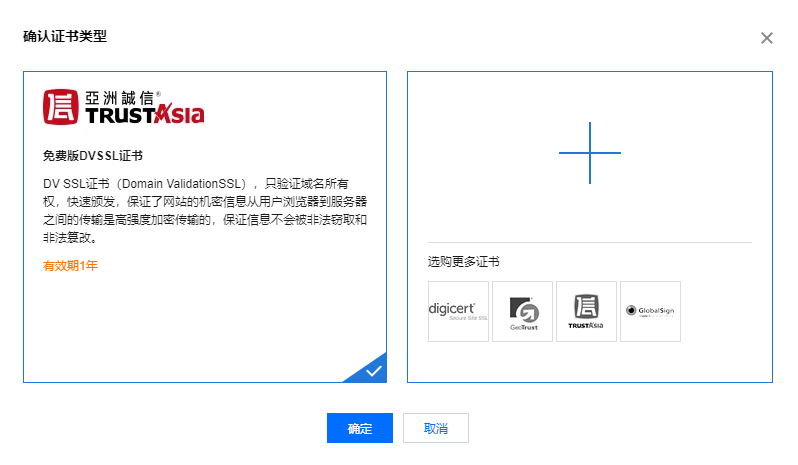 确认证书类型
亞洲誠信®
TRUSTAsia
免费版DVSSL证书
DV SSL证书（Domain ValidationSSL），只验证域名所有
权，快速颁发，保证了网站的机密信息从用户浏览器到服务器
之间的传输是高强度加密传输的，保证信息不会被非法窃取和
非法篡改。
有效期1年
选购更多证书
digicert
Secure Site SSL
GeoTrust
TRUSTAsia
GlobalSign
确定
取消